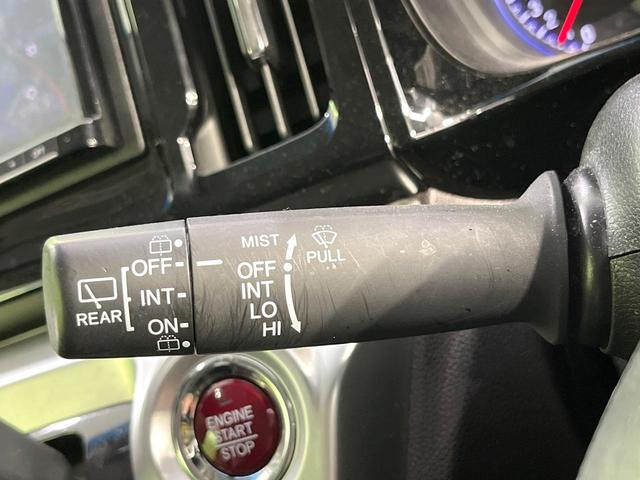 MIST
PULL
OFF
INT
LO
HI
REAR
OFF
INT
ON
ENGINE
START
STOP